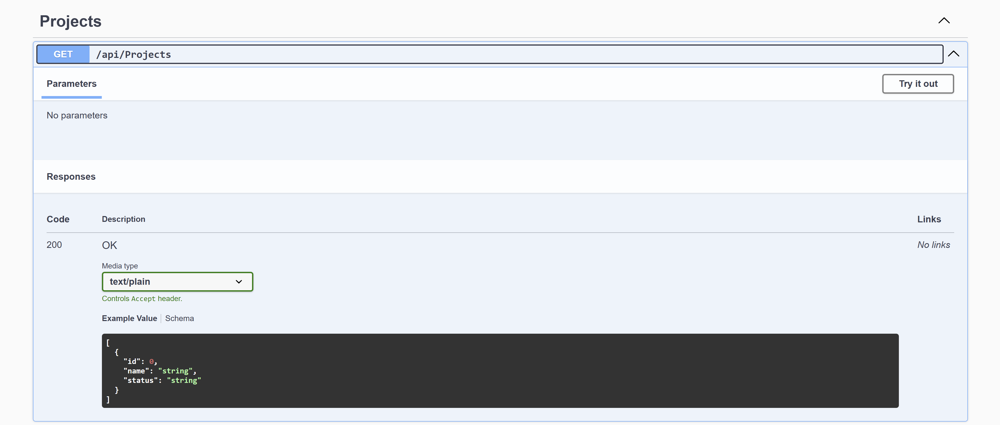 Projects
GET /api/Projects
Parameters
Try it out
No parameters
Responses
Code Description Links
200 OK No links
Media type
text/plain
Controls Accept header.
Example Value Schema
[
  {
    "id": 0,
    "name": "string",
    "status": "string"
  }
]